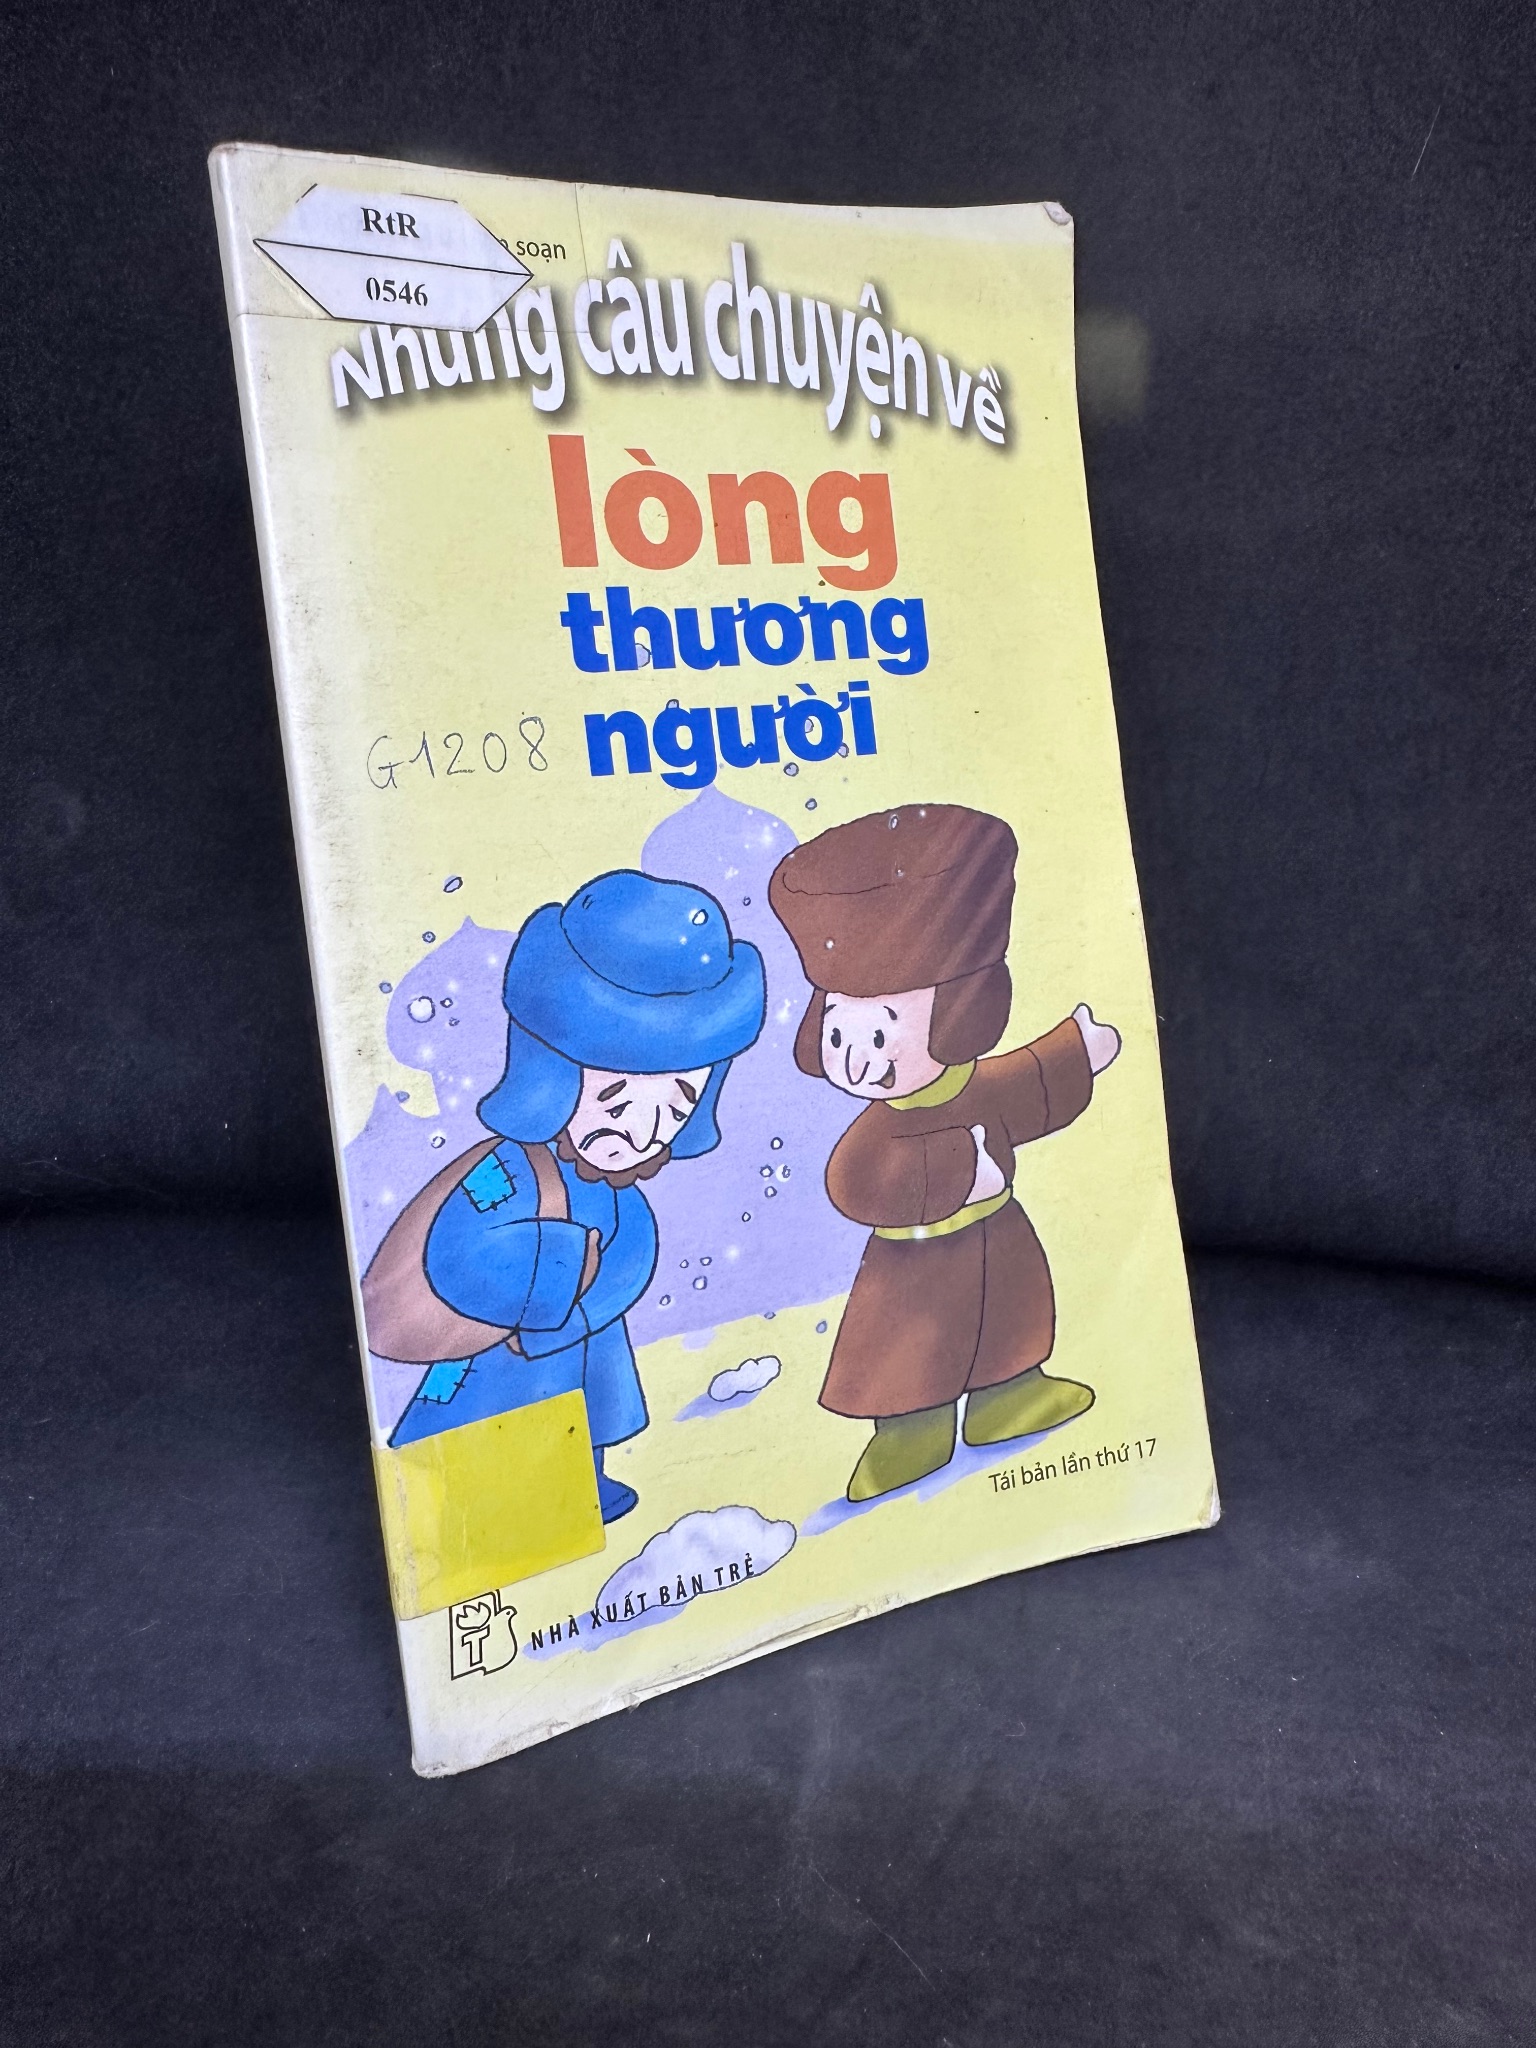 RtR
0546
soạn
Những câu chuyện về
lòng
thương
người
G1208
Tái bản lần thứ 17
T
NHÀ XUẤT BẢN TRẺ